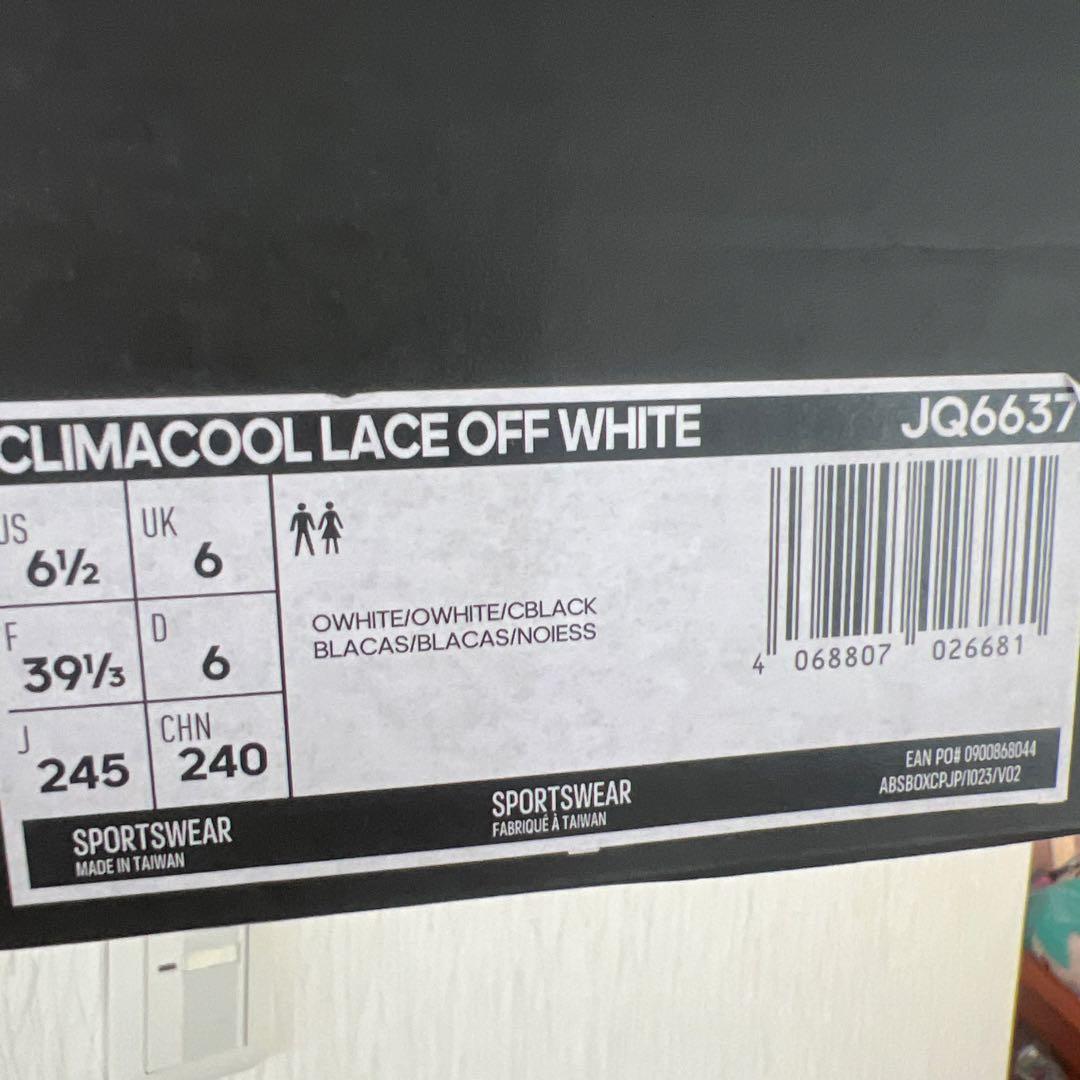 CLIMACOOL LACE OFF WHITE JQ6637
US 6½ UK 6
F 39⅓ D 6
J 245 CHN 240
OWHITE/OWHITE/CBLACK
BLACAS/BLACAS/NOIESS
4 068807 026681
EAN PO# 0900868044
ABSBOXCPJP/1023/V02
SPORTSWEAR
MADE IN TAIWAN
SPORTSWEAR
FABRIQUÉ À TAIWAN